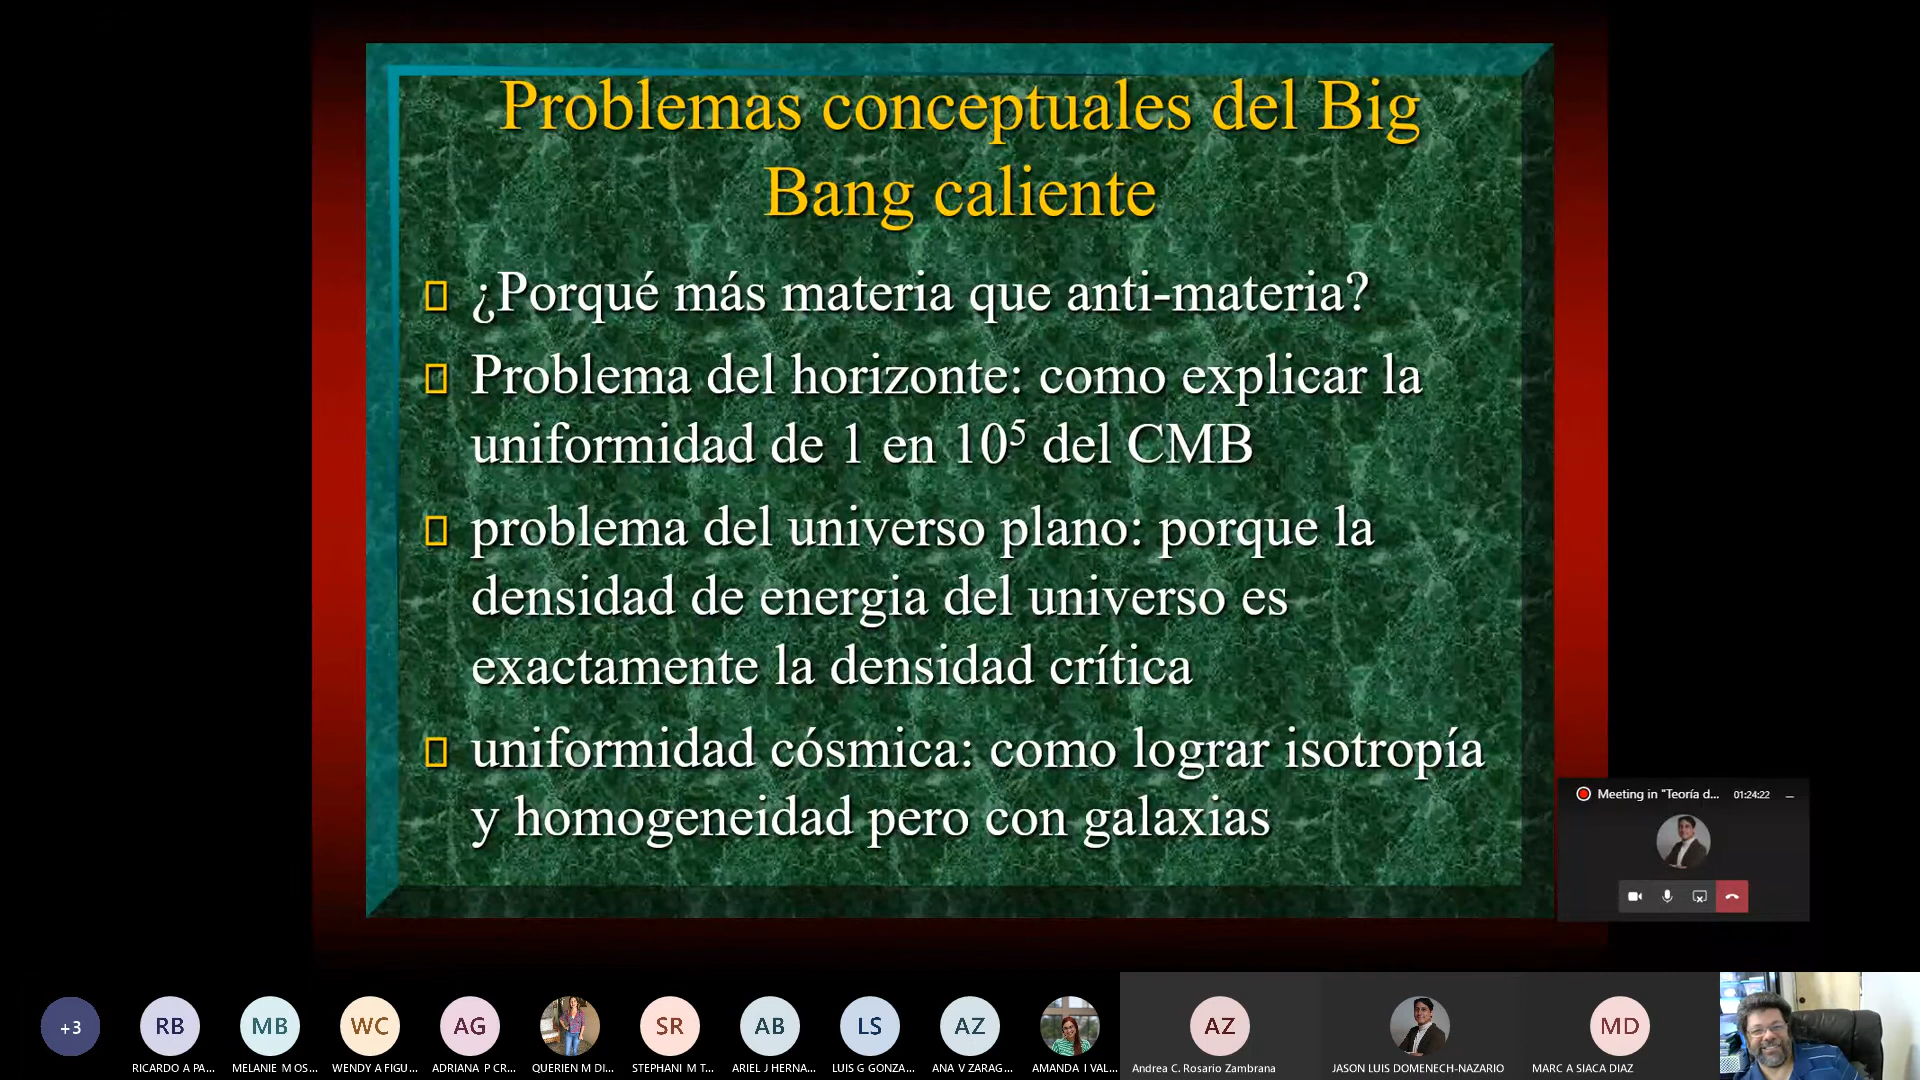 Problemas conceptuales del Big
Bang caliente
¿Porqué más materia que anti-materia?
Problema del horizonte: como explicar la
uniformidad de 1 en 10⁵ del CMB
problema del universo plano: porque la
densidad de energia del universo es
exactamente la densidad crítica
uniformidad cósmica: como lograr isotropía
y homogeneidad pero con galaxias
Meeting in "Teoría d... 01:24:22
+3 RB MB WC AG SR AB LS AZ AZ MD
RICARDO A PA... MELANIE M OS... WENDY A FIGU... ADRIANA P CR... QUERIEN M DI... STEPHANI M T... ARIEL J HERNA... LUIS G GONZA... ANA V ZARAG... AMANDA I VAL... Andrea C. Rosario Zambrana JASON LUIS DOMENECH-NAZARIO MARC A SIACA DIAZ